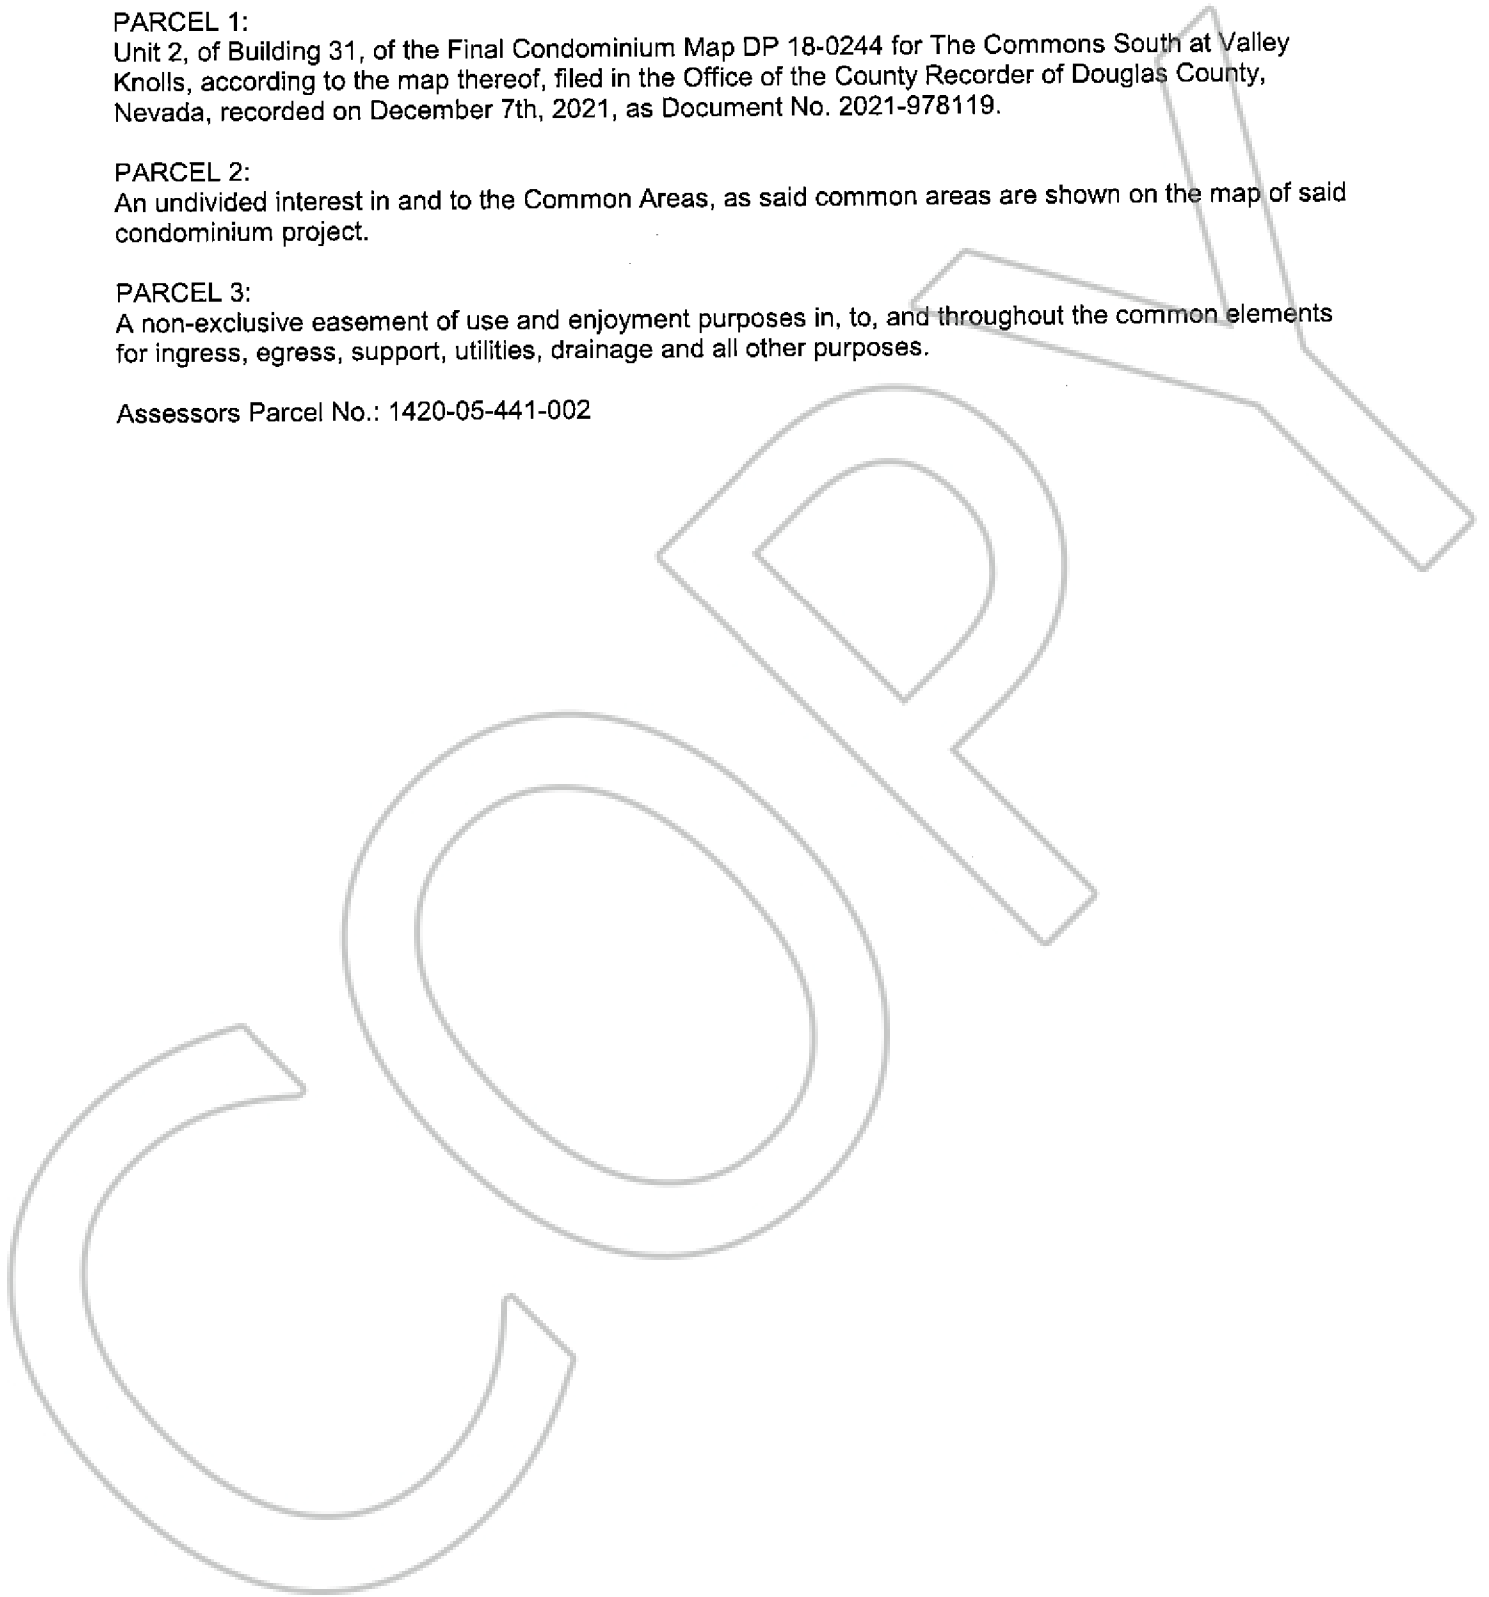 PARCEL 1:
Unit 2, of Building 31, of the Final Condominium Map DP 18-0244 for The Commons South at Valley
Knolls, according to the map thereof, filed in the Office of the County Recorder of Douglas County,
Nevada, recorded on December 7th, 2021, as Document No. 2021-978119.
PARCEL 2:
An undivided interest in and to the Common Areas, as said common areas are shown on the map of said
condominium project.
PARCEL 3:
A non-exclusive easement of use and enjoyment purposes in, to, and throughout the common elements
for ingress, egress, support, utilities, drainage and all other purposes.
Assessors Parcel No.: 1420-05-441-002
COPY